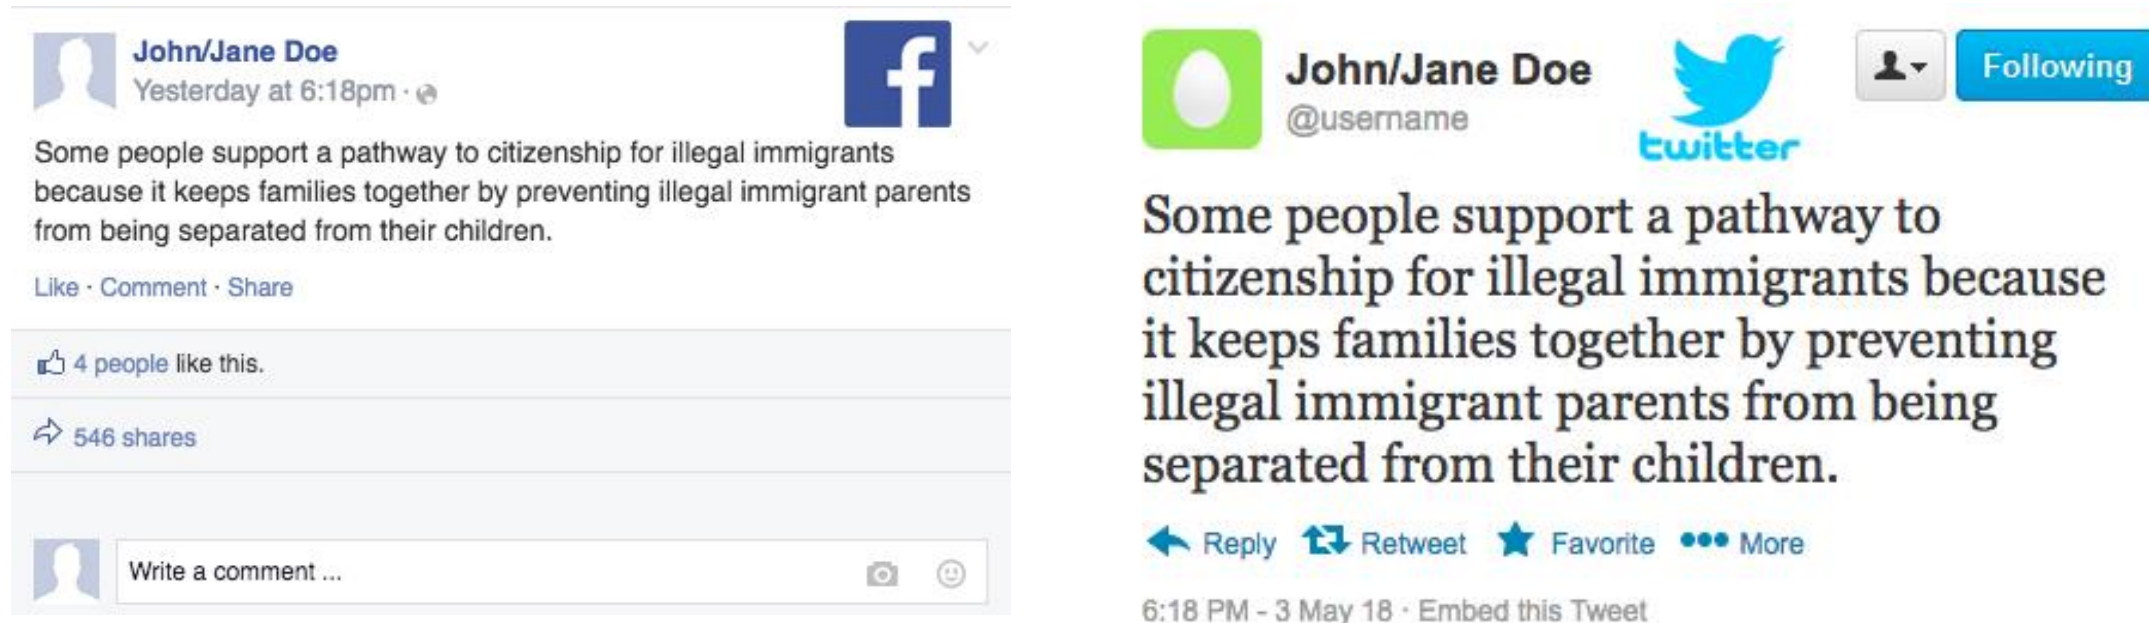 John/Jane Doe
Yesterday at 6:18pm ·
Some people support a pathway to citizenship for illegal immigrants
because it keeps families together by preventing illegal immigrant parents
from being separated from their children.
Like · Comment · Share
4 people like this.
546 shares
Write a comment ...
John/Jane Doe
@username
twitter
Following
Some people support a pathway to
citizenship for illegal immigrants because
it keeps families together by preventing
illegal immigrant parents from being
separated from their children.
Reply Retweet Favorite ••• More
6:18 PM - 3 May 18 · Embed this Tweet